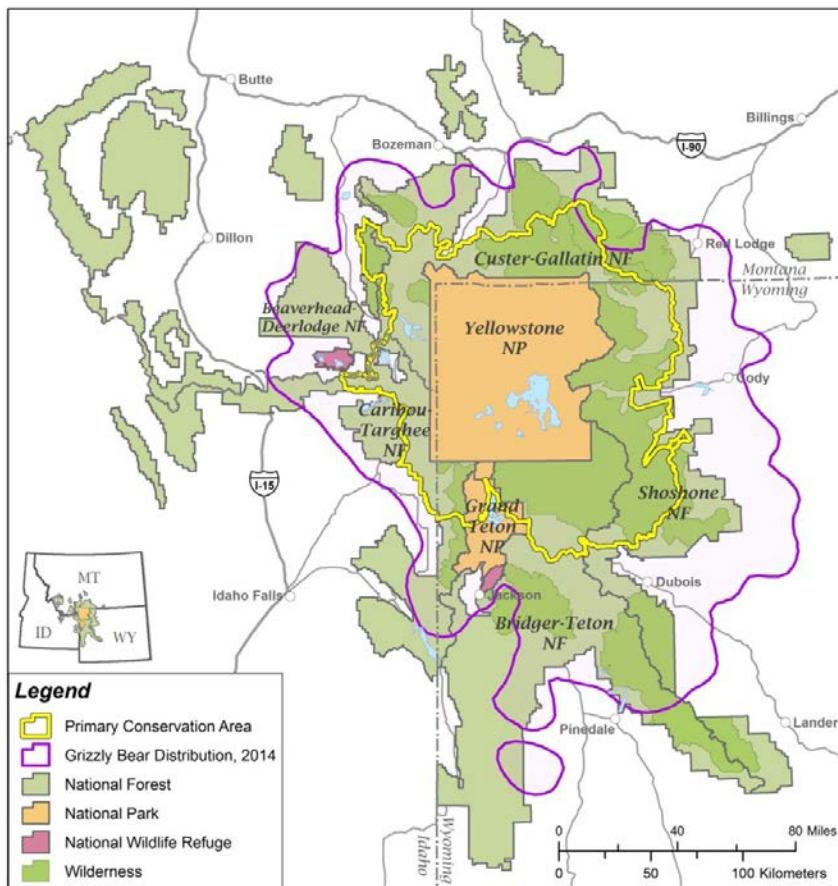 Butte
Billings
Bozeman
I-90
Dillon
Red Lodge
Custer-Gallatin NF
Montana
Wyoming
Beaverhead-
Deerlodge NF
Yellowstone
NP
Cody
Caribou-
Targhee
NF
I-15
Shoshone
NF
Grand
Teton
NP
Dubois
Idaho Falls
Jackson
Bridger-Teton
NF
MT
ID
WY
Pinedale
Lander
Legend
Primary Conservation Area
Grizzly Bear Distribution, 2014
National Forest
National Park
National Wildlife Refuge
Wilderness
Wyoming
Idaho
0 40 80 Miles
0 50 100 Kilometers